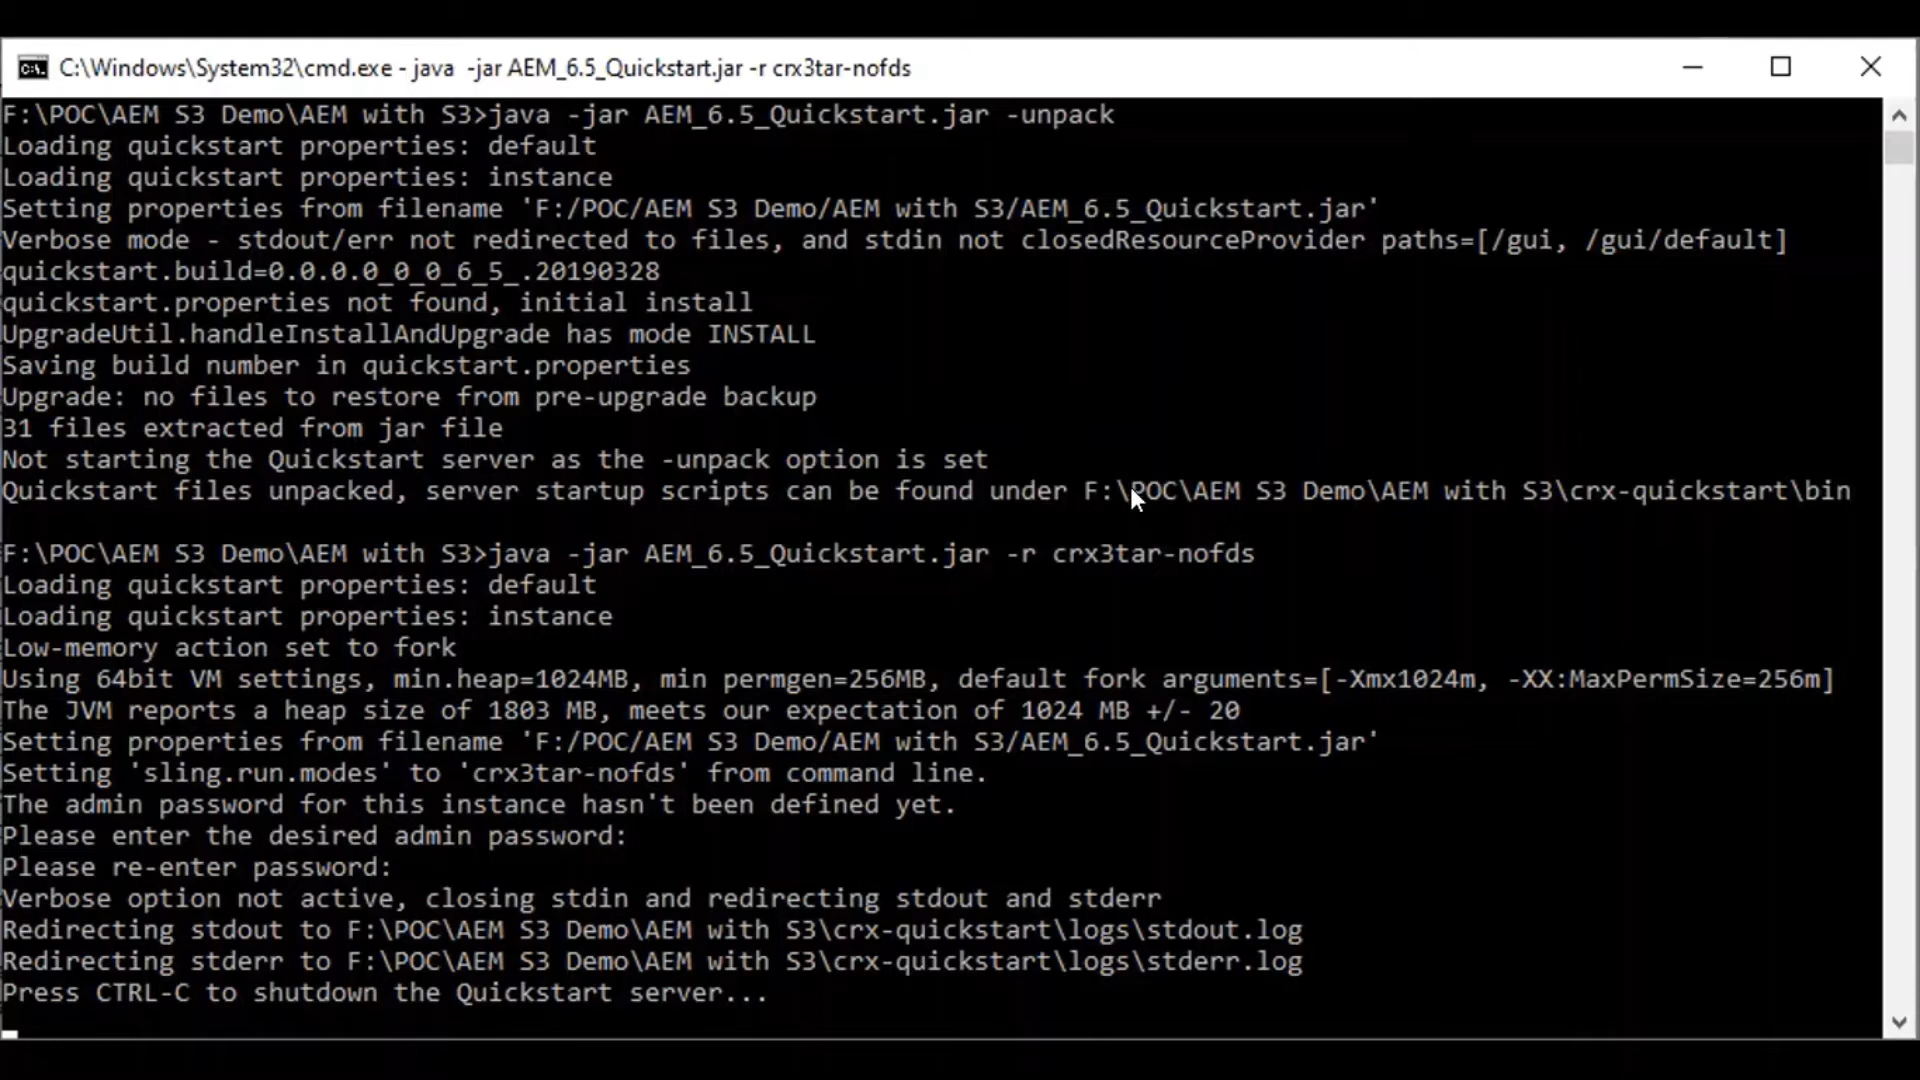 C:\Windows\System32\cmd.exe - java  -jar AEM_6.5_Quickstart.jar -r crx3tar-nofds
F:\POC\AEM S3 Demo\AEM with S3>java -jar AEM_6.5_Quickstart.jar -unpack
Loading quickstart properties: default
Loading quickstart properties: instance
Setting properties from filename 'F:/POC/AEM S3 Demo/AEM with S3/AEM_6.5_Quickstart.jar'
Verbose mode - stdout/err not redirected to files, and stdin not closedResourceProvider paths=[/gui, /gui/default]
quickstart.build=0.0.0.0_0_0_6_5_.20190328
quickstart.properties not found, initial install
UpgradeUtil.handleInstallAndUpgrade has mode INSTALL
Saving build number in quickstart.properties
Upgrade: no files to restore from pre-upgrade backup
31 files extracted from jar file
Not starting the Quickstart server as the -unpack option is set
Quickstart files unpacked, server startup scripts can be found under F:\POC\AEM S3 Demo\AEM with S3\crx-quickstart\bin
F:\POC\AEM S3 Demo\AEM with S3>java -jar AEM_6.5_Quickstart.jar -r crx3tar-nofds
Loading quickstart properties: default
Loading quickstart properties: instance
Low-memory action set to fork
Using 64bit VM settings, min.heap=1024MB, min permgen=256MB, default fork arguments=[-Xmx1024m, -XX:MaxPermSize=256m]
The JVM reports a heap size of 1803 MB, meets our expectation of 1024 MB +/- 20
Setting properties from filename 'F:/POC/AEM S3 Demo/AEM with S3/AEM_6.5_Quickstart.jar'
Setting 'sling.run.modes' to 'crx3tar-nofds' from command line.
The admin password for this instance hasn't been defined yet.
Please enter the desired admin password:
Please re-enter password:
Verbose option not active, closing stdin and redirecting stdout and stderr
Redirecting stdout to F:\POC\AEM S3 Demo\AEM with S3\crx-quickstart\logs\stdout.log
Redirecting stderr to F:\POC\AEM S3 Demo\AEM with S3\crx-quickstart\logs\stderr.log
Press CTRL-C to shutdown the Quickstart server...